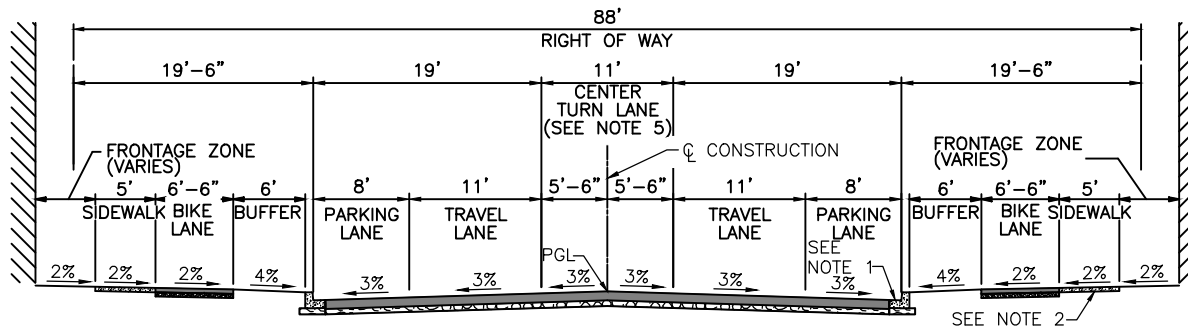 88'
RIGHT OF WAY
19'-6" 19' 11' 19' 19'-6"
CENTER
TURN LANE
(SEE NOTE 5)
FRONTAGE ZONE
(VARIES)
℄ CONSTRUCTION
FRONTAGE ZONE
(VARIES)
5' 6'-6" 6' 8' 11' 5'-6" 5'-6" 11' 8' 6' 6'-6" 5'
SIDEWALK BIKE LANE BUFFER PARKING LANE TRAVEL LANE TRAVEL LANE PARKING LANE BUFFER BIKE LANE SIDEWALK
PGL
SEE
NOTE 1
2% 2% 2% 4% 3% 3% 3% 3% 3% 3% 4% 2% 2% 2%
SEE NOTE 2